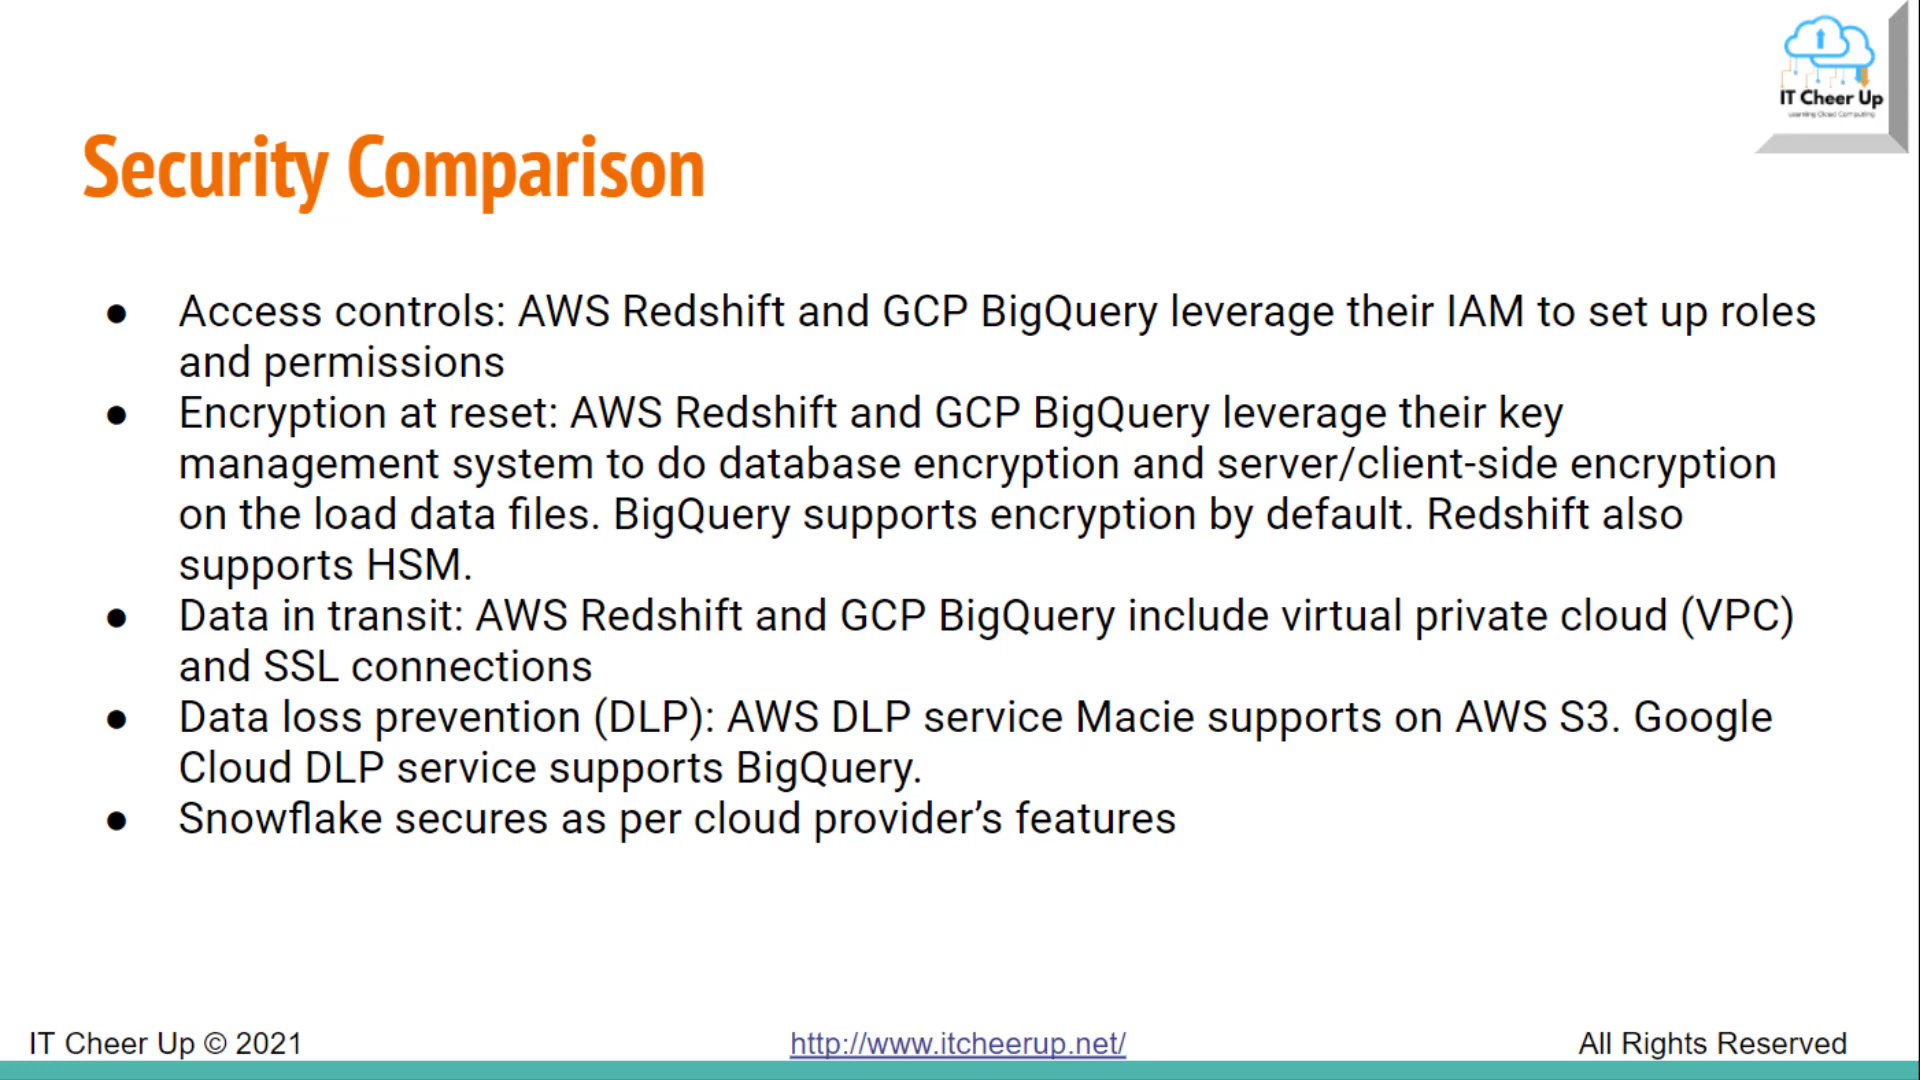 IT Cheer Up
Learning Cloud Computing
Security Comparison
● Access controls: AWS Redshift and GCP BigQuery leverage their IAM to set up roles
and permissions
● Encryption at reset: AWS Redshift and GCP BigQuery leverage their key
management system to do database encryption and server/client-side encryption
on the load data files. BigQuery supports encryption by default. Redshift also
supports HSM.
● Data in transit: AWS Redshift and GCP BigQuery include virtual private cloud (VPC)
and SSL connections
● Data loss prevention (DLP): AWS DLP service Macie supports on AWS S3. Google
Cloud DLP service supports BigQuery.
● Snowflake secures as per cloud provider’s features
IT Cheer Up © 2021
http://www.itcheerup.net/
All Rights Reserved